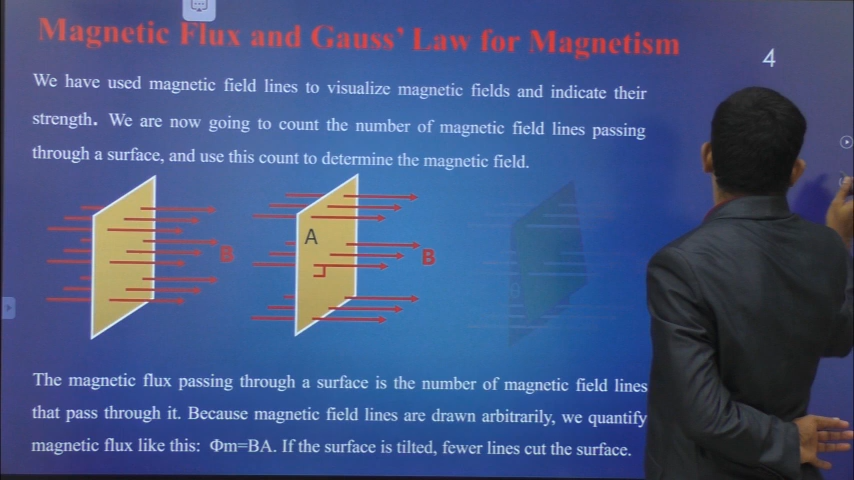 Magnetic Flux and Gauss' Law for Magnetism
4
We have used magnetic field lines to visualize magnetic fields and indicate their
strength. We are now going to count the number of magnetic field lines passing
through a surface, and use this count to determine the magnetic field.
B
A
B
The magnetic flux passing through a surface is the number of magnetic field lines
that pass through it. Because magnetic field lines are drawn arbitrarily, we quantify
magnetic flux like this: Φm=BA. If the surface is tilted, fewer lines cut the surface.